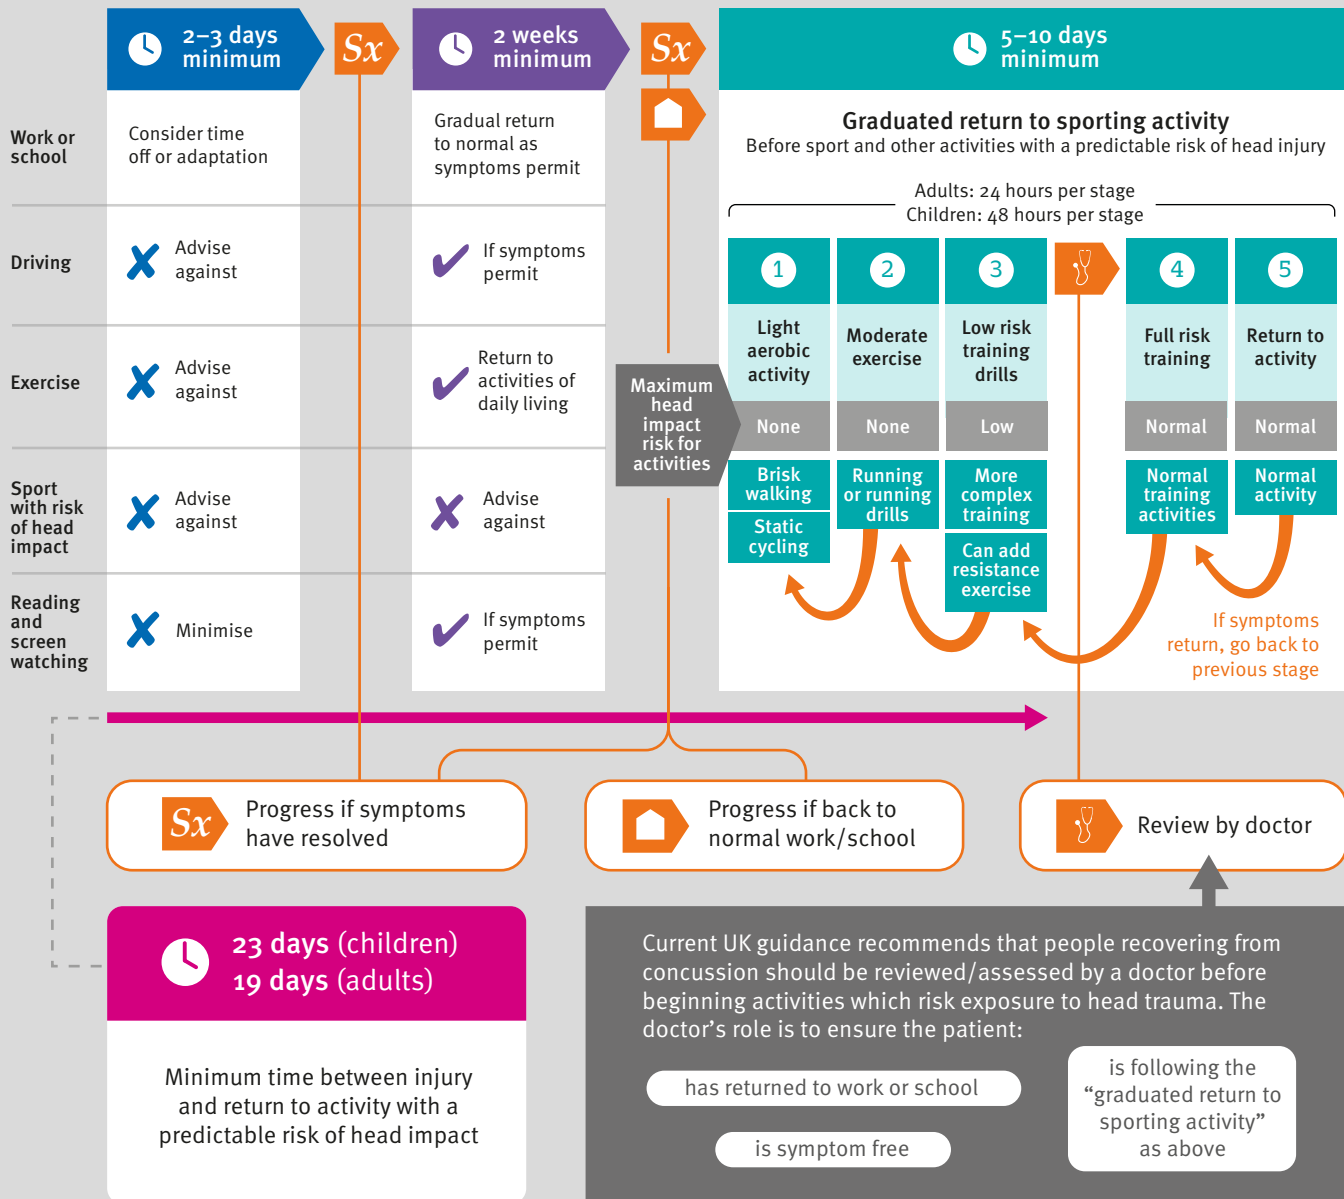 2–3 days
minimum
Sx
2 weeks
minimum
Sx
5–10 days
minimum
Work or
school
Consider time
off or adaptation
Gradual return
to normal as
symptoms permit
Driving
Advise
against
If symptoms
permit
Exercise
Advise
against
Return to
activities of
daily living
Sport
with risk
of head
impact
Advise
against
Advise
against
Reading
and
screen
watching
Minimise
If symptoms
permit
Graduated return to sporting activity
Before sport and other activities with a predictable risk of head injury
Adults: 24 hours per stage
Children: 48 hours per stage
1
2
3
4
5
Light
aerobic
activity
Moderate
exercise
Low risk
training
drills
Full risk
training
Return to
activity
Maximum
head
impact
risk for
activities
None
None
Low
Normal
Normal
Brisk
walking
Static
cycling
Running
or running
drills
More
complex
training
Can add
resistance
exercise
Normal
training
activities
Normal
activity
If symptoms
return, go back to
previous stage
Sx
Progress if symptoms
have resolved
Progress if back to
normal work/school
Review by doctor
23 days (children)
19 days (adults)
Minimum time between injury
and return to activity with a
predictable risk of head impact
Current UK guidance recommends that people recovering from
concussion should be reviewed/assessed by a doctor before
beginning activities which risk exposure to head trauma. The
doctor’s role is to ensure the patient:
has returned to work or school
is symptom free
is following the
“graduated return to
sporting activity”
as above